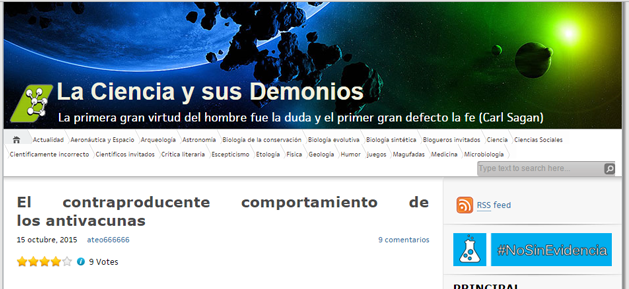 La Ciencia y sus Demonios
La primera gran virtud del hombre fue la duda y el primer gran defecto la fe (Carl Sagan)
Actualidad Aeronáutica y Espacio Arqueología Astronomía Biología de la conservación Biología evolutiva Biología sintética Blogueros invitados Ciencia Ciencias Sociales
Científicamente incorrecto Científicos invitados Crítica literaria Escepticismo Etología Física Geología Humor juegos Magufadas Medicina Microbiología
Type text to search here...
El contraproducente comportamiento de
los antivacunas
15 octubre, 2015 ateo666666 9 comentarios
9 Votes
RSS feed
#NoSinEvidencia
PRINCIPAL